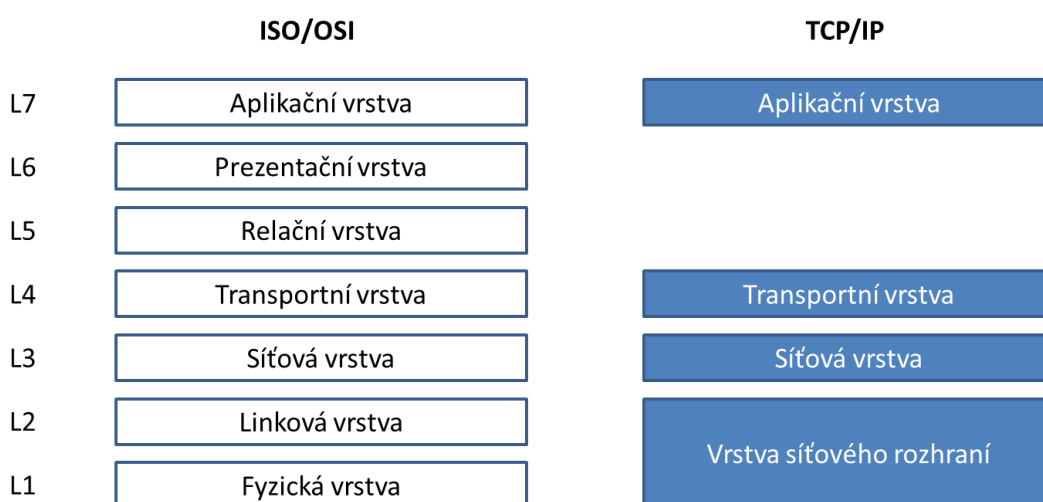 ISO/OSI TCP/IP
L7 Aplikační vrstva Aplikační vrstva
L6 Prezentační vrstva
L5 Relační vrstva
L4 Transportní vrstva Transportní vrstva
L3 Síťová vrstva Síťová vrstva
L2 Linková vrstva
Vrstva síťového rozhraní
L1 Fyzická vrstva